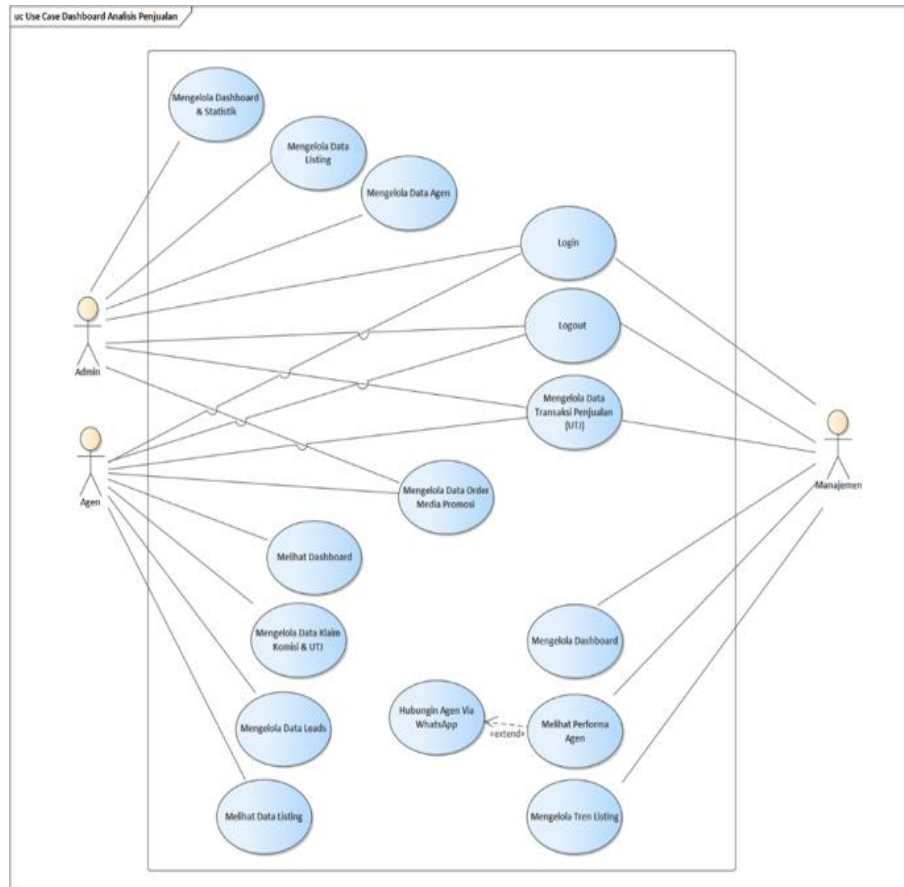 uc Use Case Dashboard Analisis Penjualan
Mengelola Dashboard
& Statistik
Mengelola Data
Listing
Mengelola Data Agen
Login
Logout
Admin
Mengelola Data
Transaksi Penjualan
(UTJ)
Agen
Manajemen
Mengelola Data Order
Media Promosi
Melihat Dashboard
Mengelola Data Klaim
Komisi & UTJ
Mengelola Dashboard
Hubungin Agen Via
WhatsApp
«extend»
Melihat Performa
Agen
Mengelola Data Leads
Melihat Data Listing
Mengelola Tren Listing